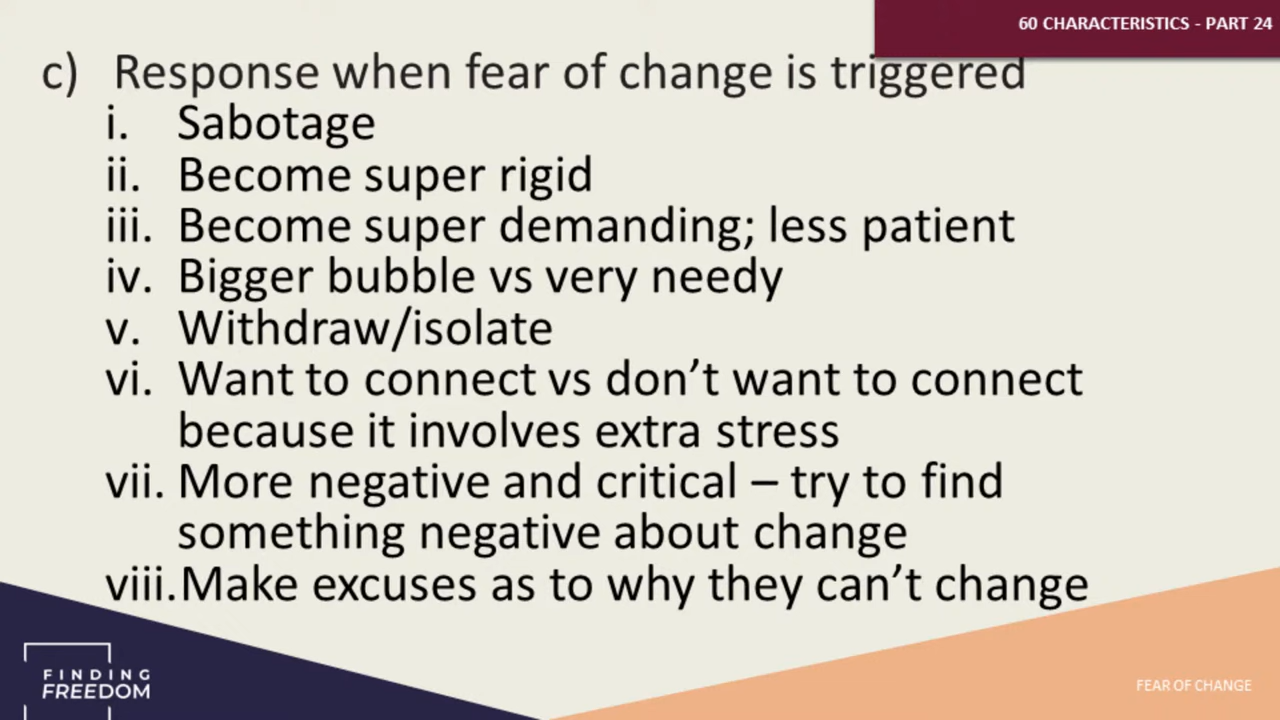 60 CHARACTERISTICS - PART 24
c) Response when fear of change is triggered
i. Sabotage
ii. Become super rigid
iii. Become super demanding; less patient
iv. Bigger bubble vs very needy
v. Withdraw/isolate
vi. Want to connect vs don’t want to connect
because it involves extra stress
vii. More negative and critical – try to find
something negative about change
viii. Make excuses as to why they can’t change
FINDING
FREEDOM
FEAR OF CHANGE